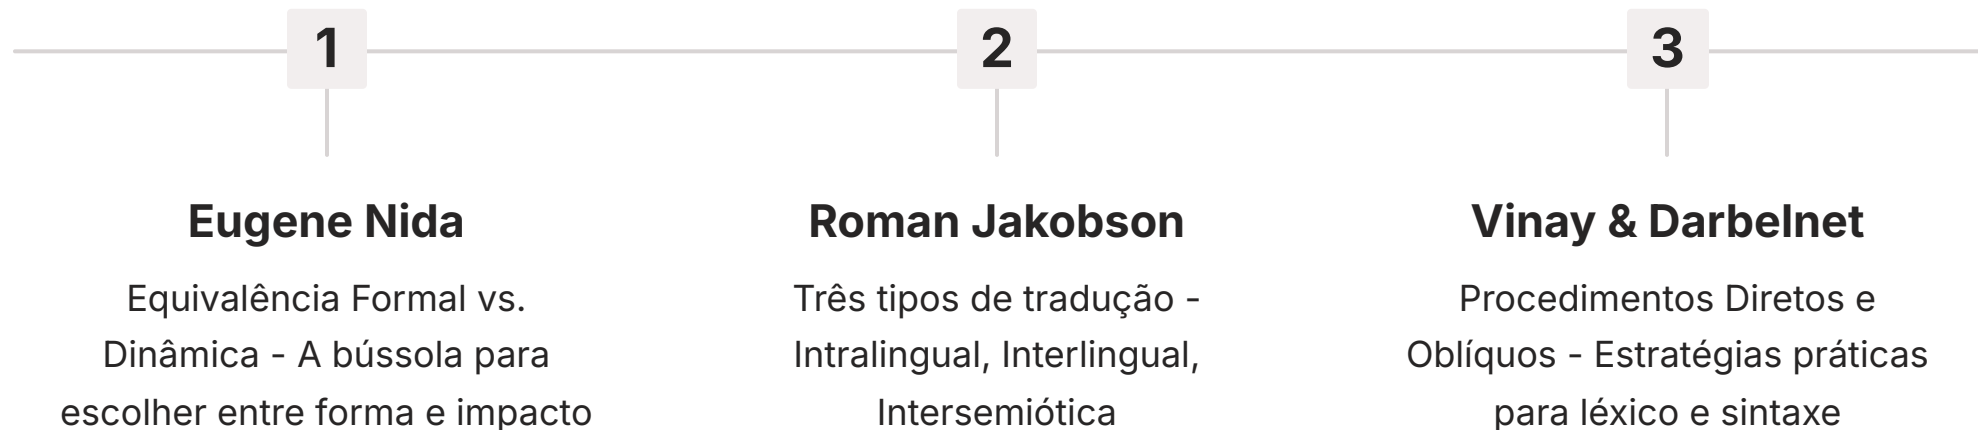 1
Eugene Nida
Equivalência Formal vs.
Dinâmica - A bússola para
escolher entre forma e impacto
2
Roman Jakobson
Três tipos de tradução -
Intralingual, Interlingual,
Intersemiótica
3
Vinay & Darbelnet
Procedimentos Diretos e
Oblíquos - Estratégias práticas
para léxico e sintaxe